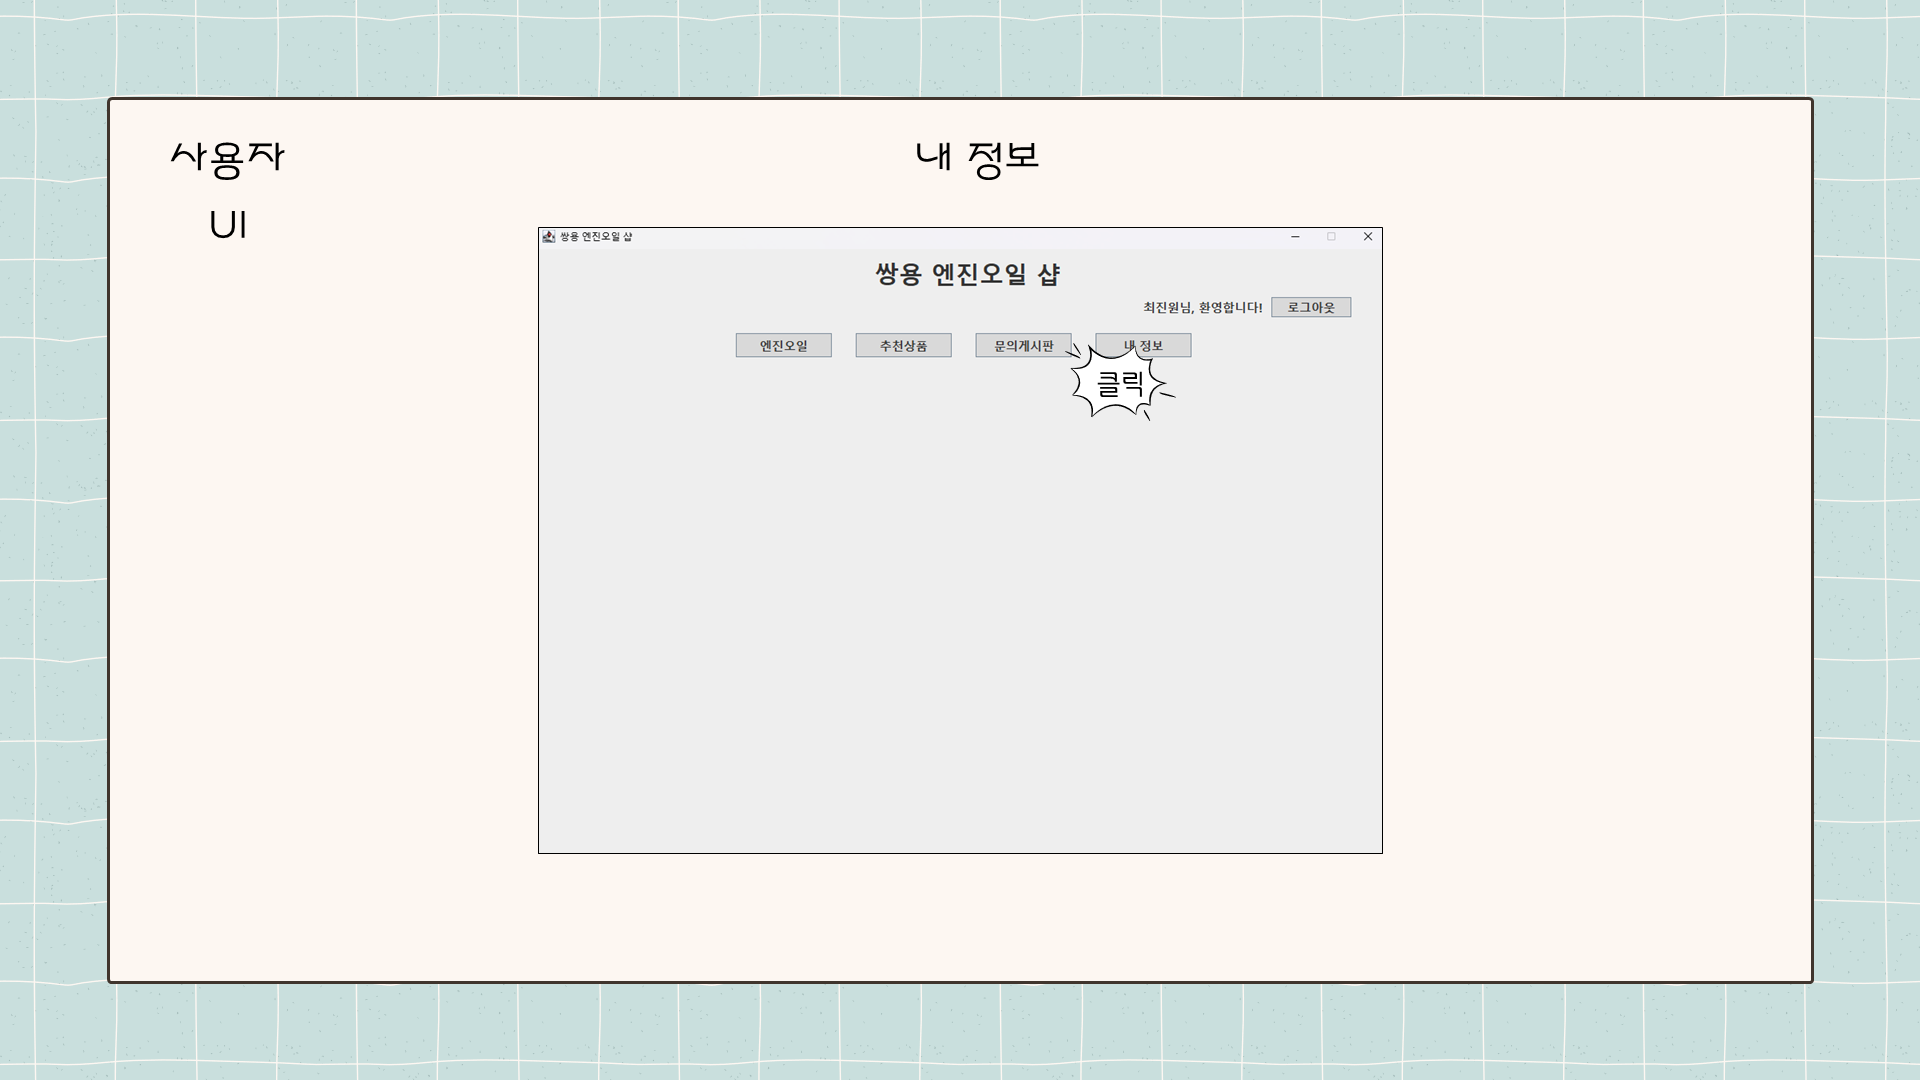 사용자
UI
내 정보
쌍용 엔진오일 샵
쌍용 엔진오일 샵
최진원님, 환영합니다! 로그아웃
엔진오일 추천상품 문의게시판 내 정보
클릭